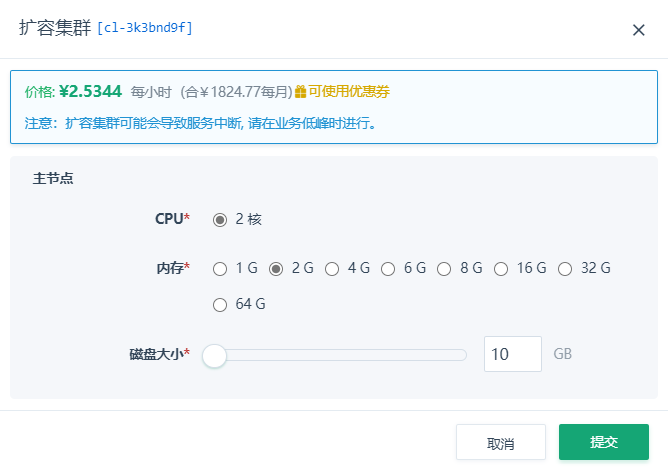 扩容集群 [cl-3k3bnd9f]
价格: ¥2.5344 每小时 (合¥1824.77每月) 可使用优惠券
注意：扩容集群可能会导致服务中断, 请在业务低峰时进行。
主节点
CPU* 2 核
内存* 1 G 2 G 4 G 6 G 8 G 16 G 32 G
64 G
磁盘大小* 10 GB
取消 提交